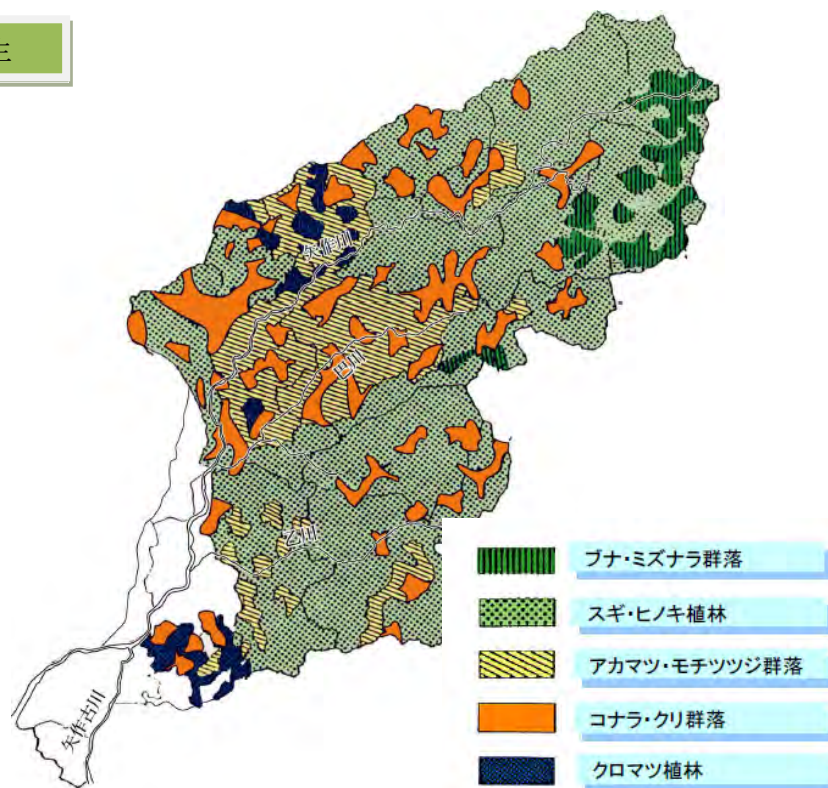 矢作川
巴川
乙川
矢作古川
ブナ・ミズナラ群落
スギ・ヒノキ植林
アカマツ・モチツツジ群落
コナラ・クリ群落
クロマツ植林